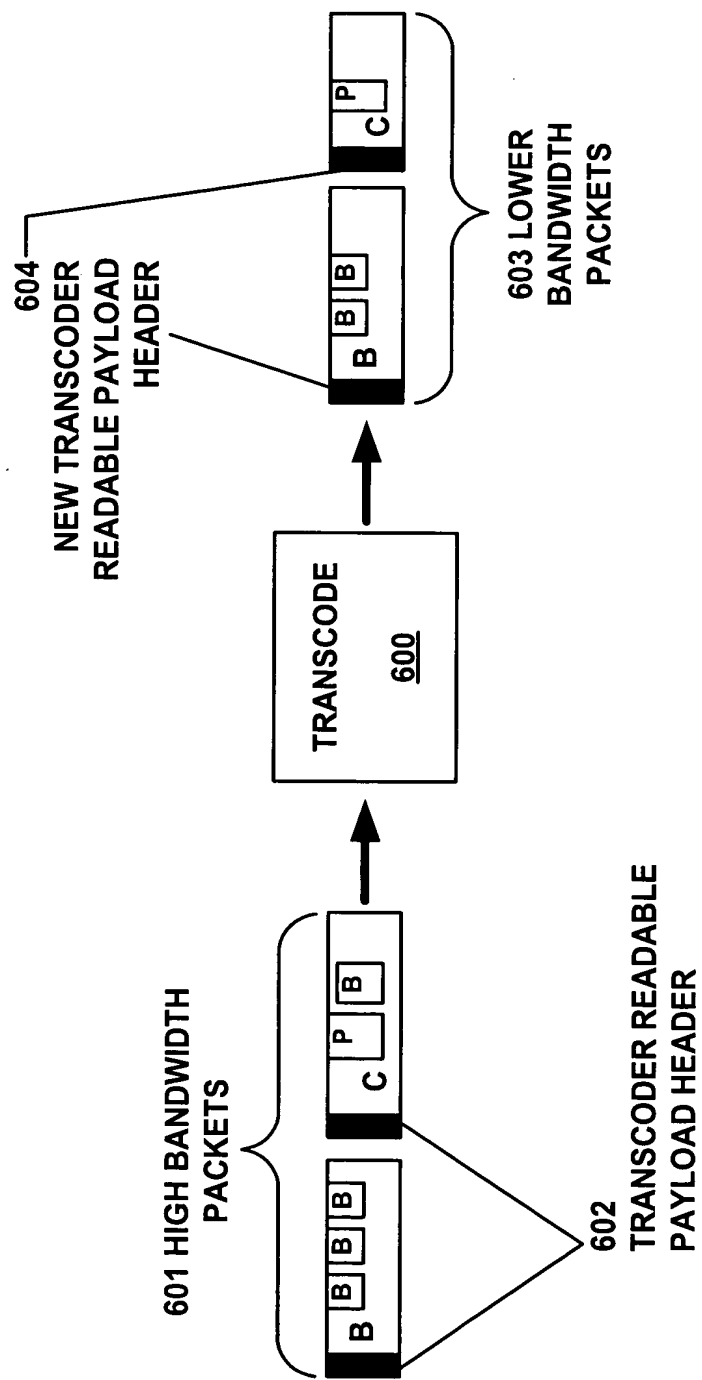 601 HIGH BANDWIDTH
PACKETS
B
B
B
B
C
P
B
602
TRANSCODER READABLE
PAYLOAD HEADER
TRANSCODE
600
604
NEW TRANSCODER
READABLE PAYLOAD
HEADER
B
B
B
C
P
603 LOWER
BANDWIDTH
PACKETS